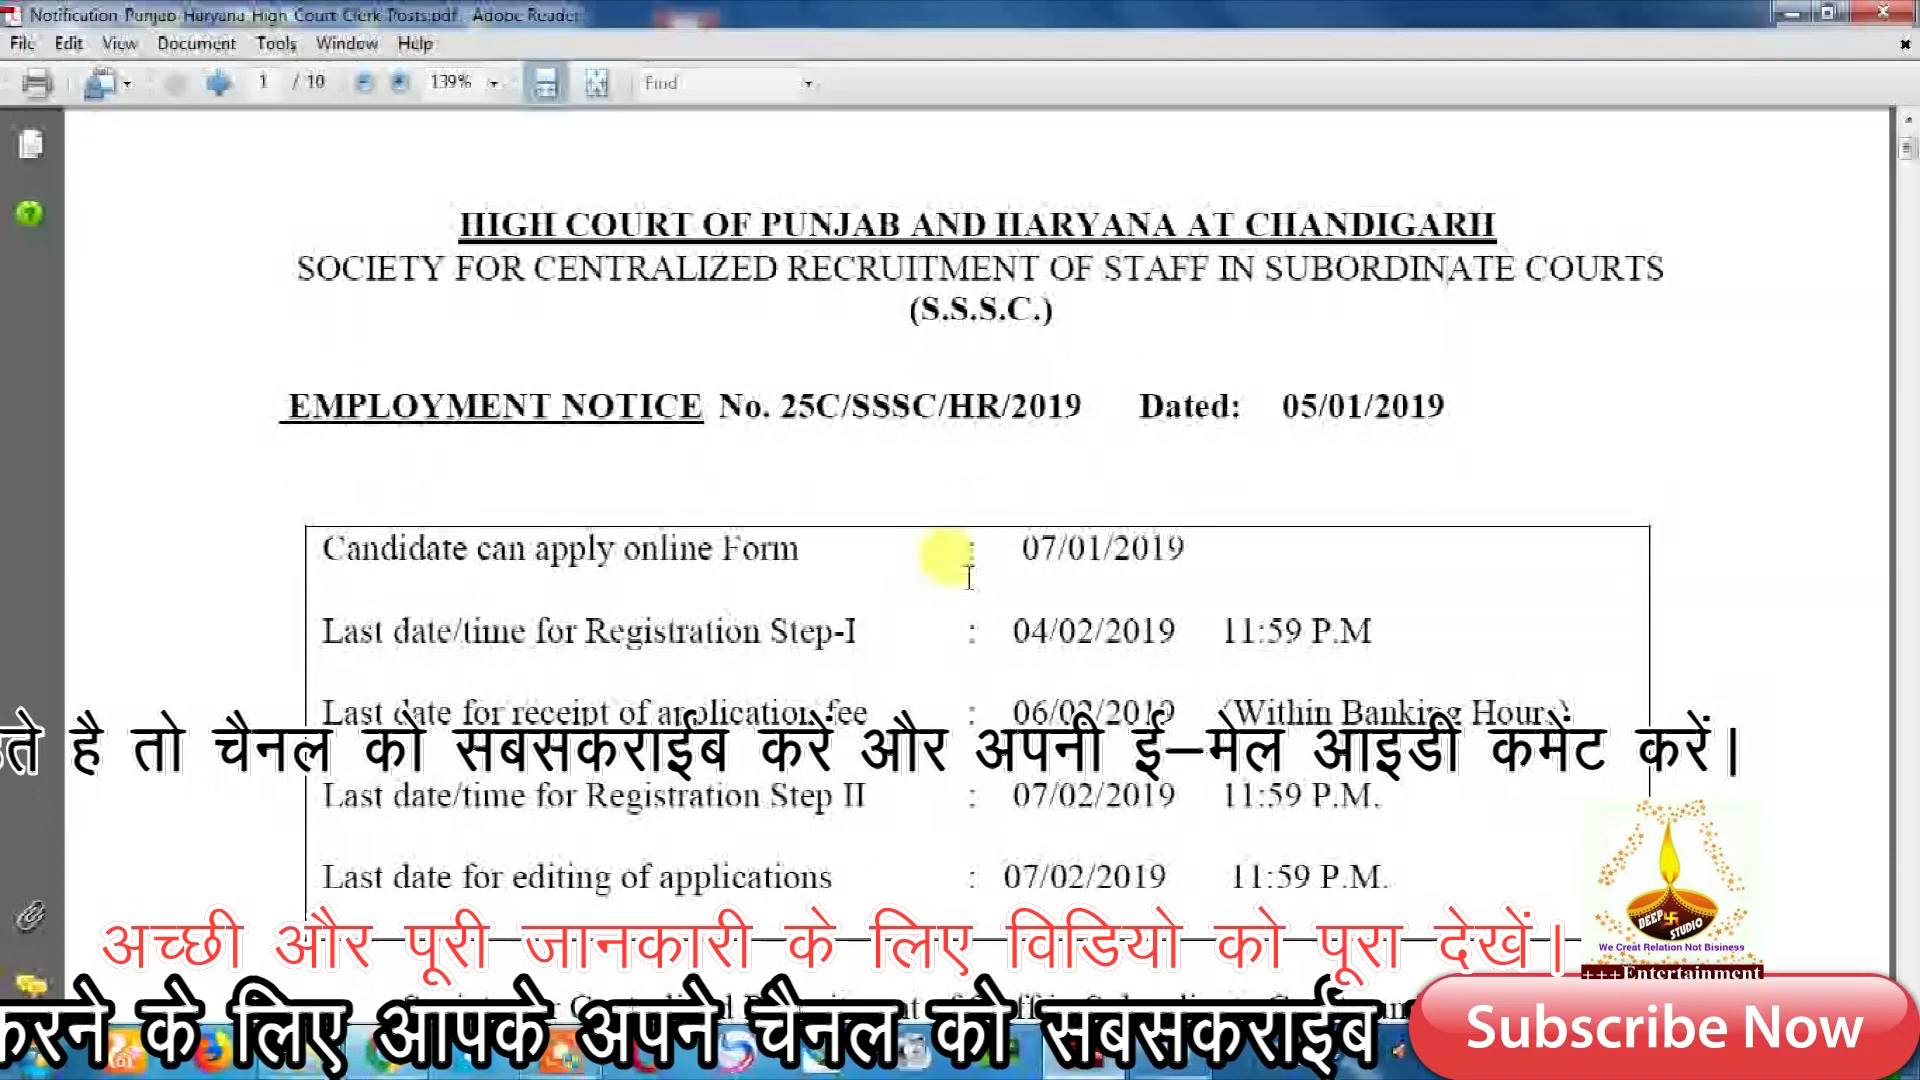 Notification Punjab Haryana High Court Clerk Posts.pdf - Adobe Reader
File Edit View Document Tools Window Help
1 / 10 139% Find
HIGH COURT OF PUNJAB AND HARYANA AT CHANDIGARH
SOCIETY FOR CENTRALIZED RECRUITMENT OF STAFF IN SUBORDINATE COURTS
(S.S.S.C.)
EMPLOYMENT NOTICE No. 25C/SSSC/HR/2019 Dated: 05/01/2019
Candidate can apply online Form : 07/01/2019
Last date/time for Registration Step-I : 04/02/2019 11:59 P.M
Last date for receipt of application fee : 06/02/2019 (Within Banking Hours)
है तो चैनल को सबसकराईब करें और अपनी ई–मेल आइडी कमेंट करें।
Last date/time for Registration Step II : 07/02/2019 11:59 P.M.
Last date for editing of applications : 07/02/2019 11:59 P.M.
DEEP STUDIO
We Creat Relation Not Bisiness
+++Entertainment
अच्छी और पूरी जानकारी के लिए विडियो को पूरा देखें।
करने के लिए आपके अपने चैनल को सबसकराईब
Subscribe Now